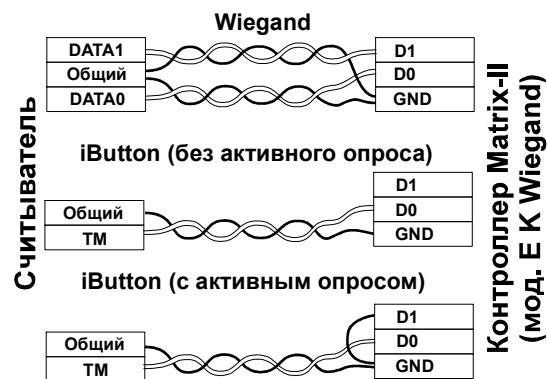 Wiegand
DATA1
Общий
DATA0
D1
D0
GND
iButton (без активного опроса)
Общий
TM
D1
D0
GND
iButton (с активным опросом)
Общий
TM
D1
D0
GND
Считыватель
Контроллер Matrix-II
(мод. E K Wiegand)